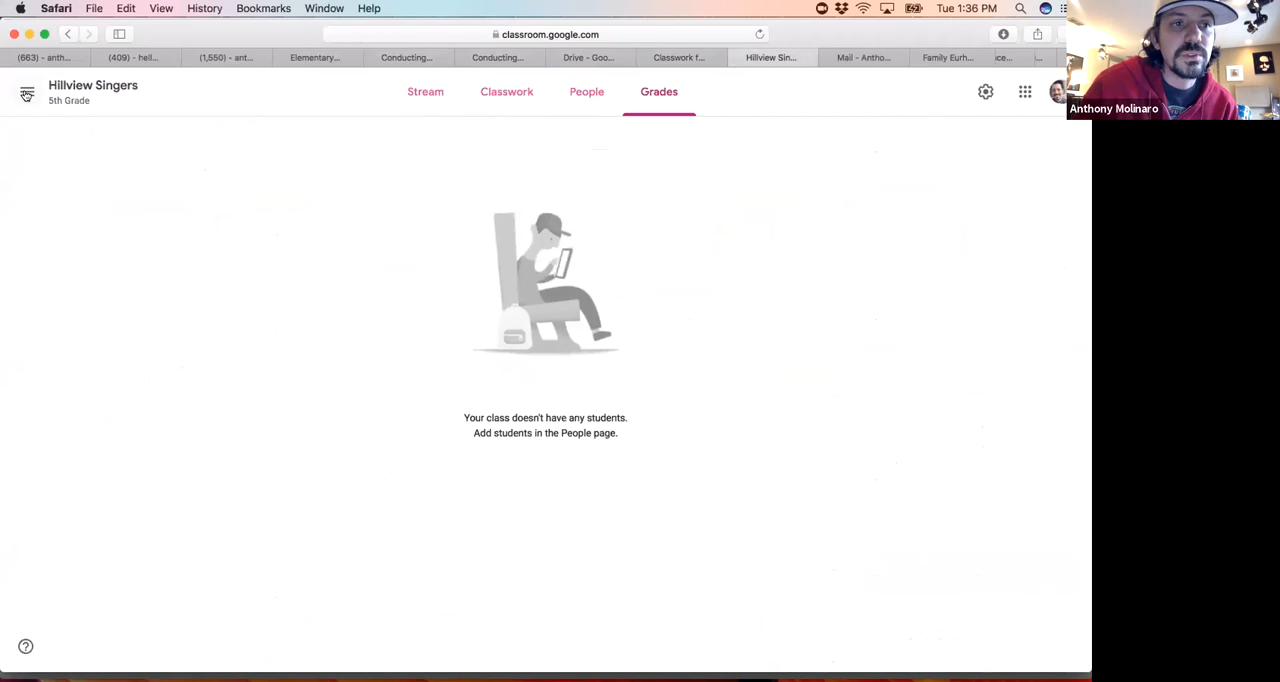 Safari File Edit View History Bookmarks Window Help Tue 1:36 PM
classroom.google.com
(663) - anth... (409) - hell... (1,550) - ant... Elementary... Conducting... Conducting... Drive - Goo... Classwork f... Hillview Sin... Mail - Antho... Family Eurh... ice...
Hillview Singers
5th Grade
Stream Classwork People Grades
Anthony Molinaro
Your class doesn't have any students.
Add students in the People page.